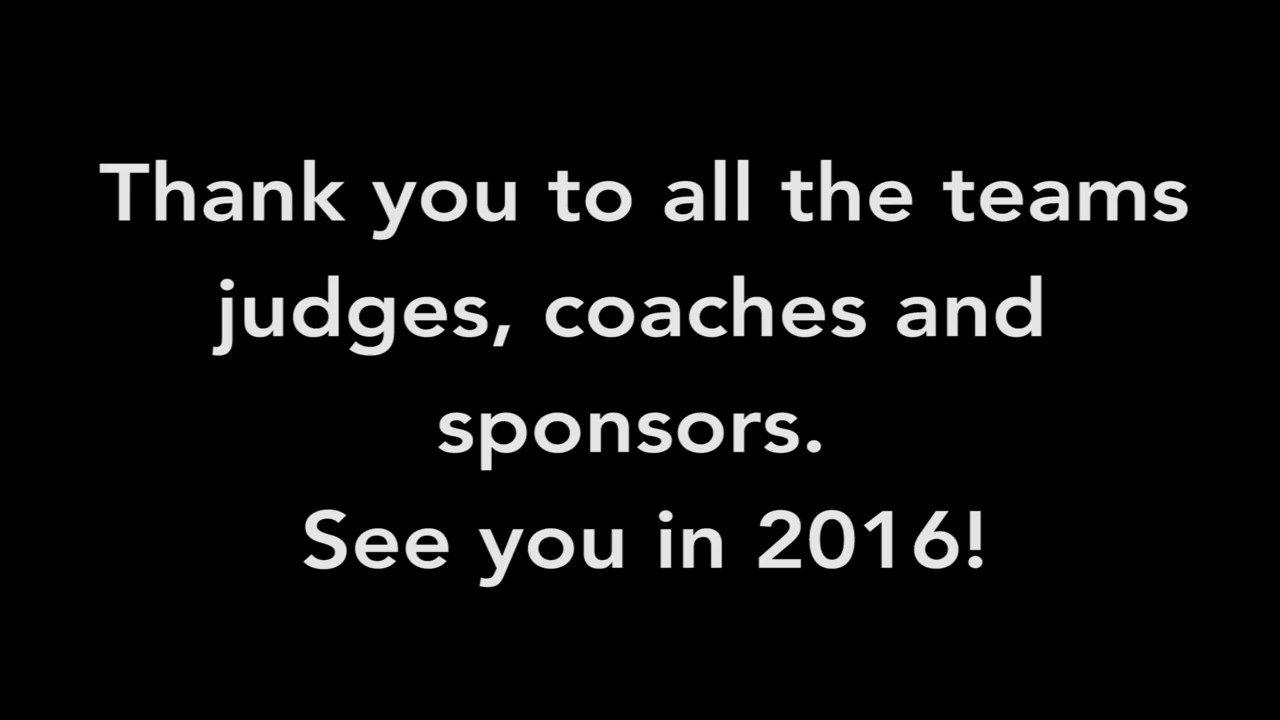 Thank you to all the teams
judges, coaches and
sponsors.
See you in 2016!